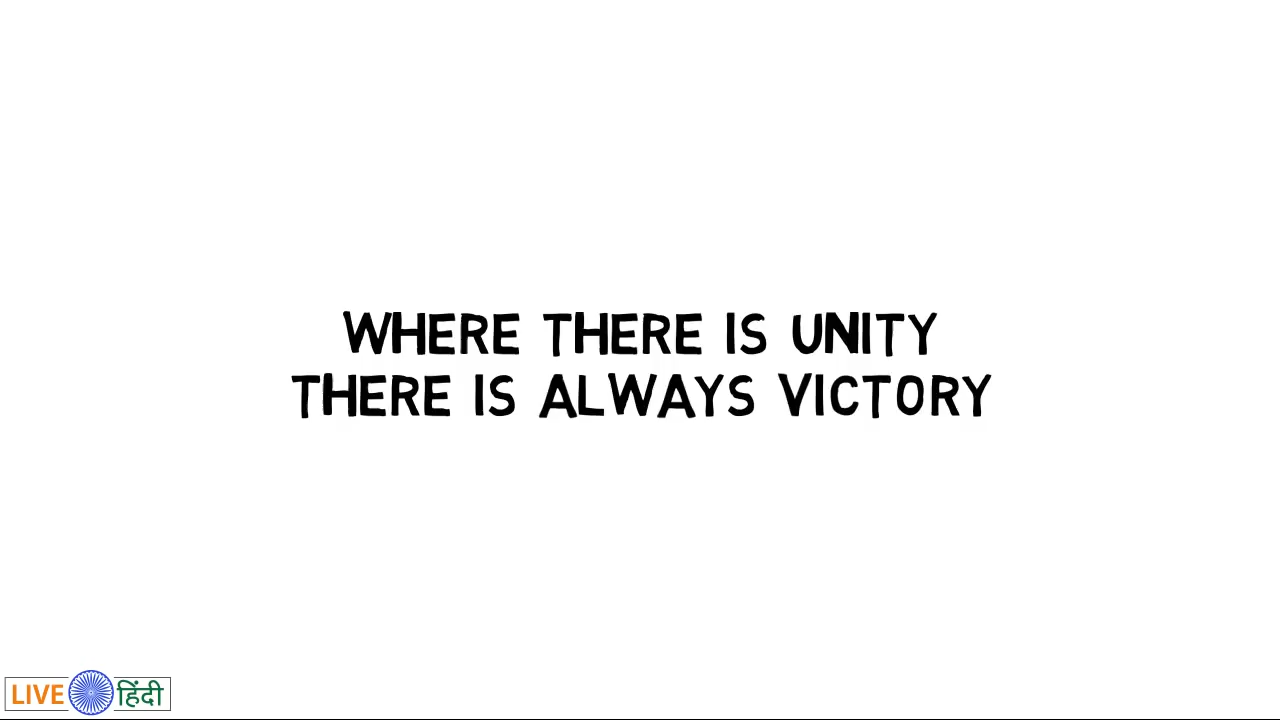 WHERE THERE IS UNITY
THERE IS ALWAYS VICTORY
LIVE हिंदी